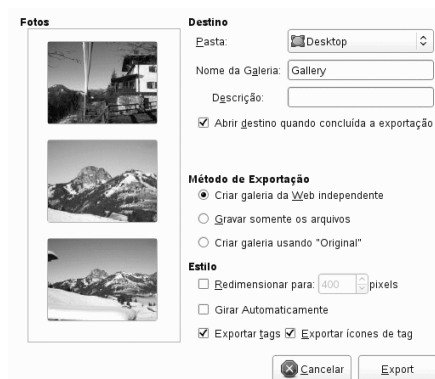 Fotos
Destino
Pasta: Desktop
Nome da Galeria: Gallery
Descrição:
Abrir destino quando concluída a exportação
Método de Exportação
Criar galeria da Web independente
Gravar somente os arquivos
Criar galeria usando "Original"
Estilo
Redimensionar para: 400 pixels
Girar Automaticamente
Exportar tags Exportar ícones de tag
Cancelar Export